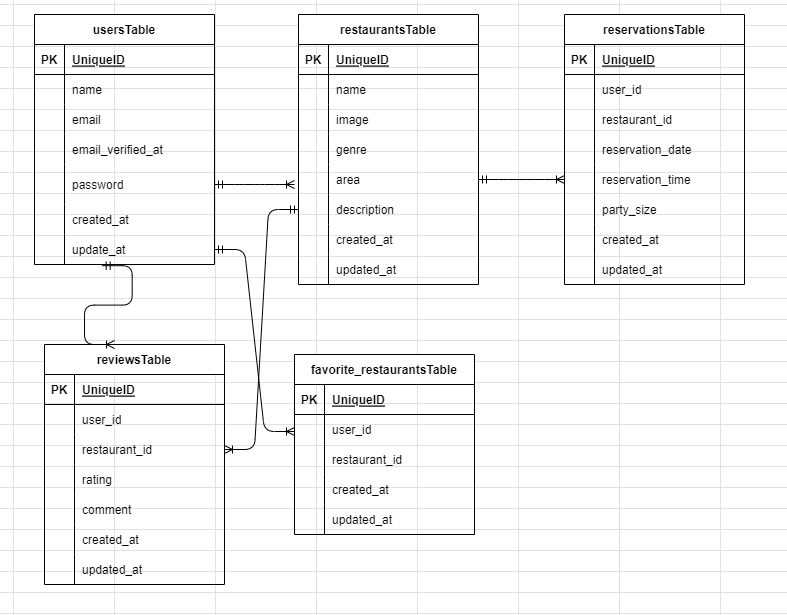 usersTable
PK UniqueID
name
email
email_verified_at
password
created_at
update_at
restaurantsTable
PK UniqueID
name
image
genre
area
description
created_at
updated_at
reservationsTable
PK UniqueID
user_id
restaurant_id
reservation_date
reservation_time
party_size
created_at
updated_at
reviewsTable
PK UniqueID
user_id
restaurant_id
rating
comment
created_at
updated_at
favorite_restaurantsTable
PK UniqueID
user_id
restaurant_id
created_at
updated_at